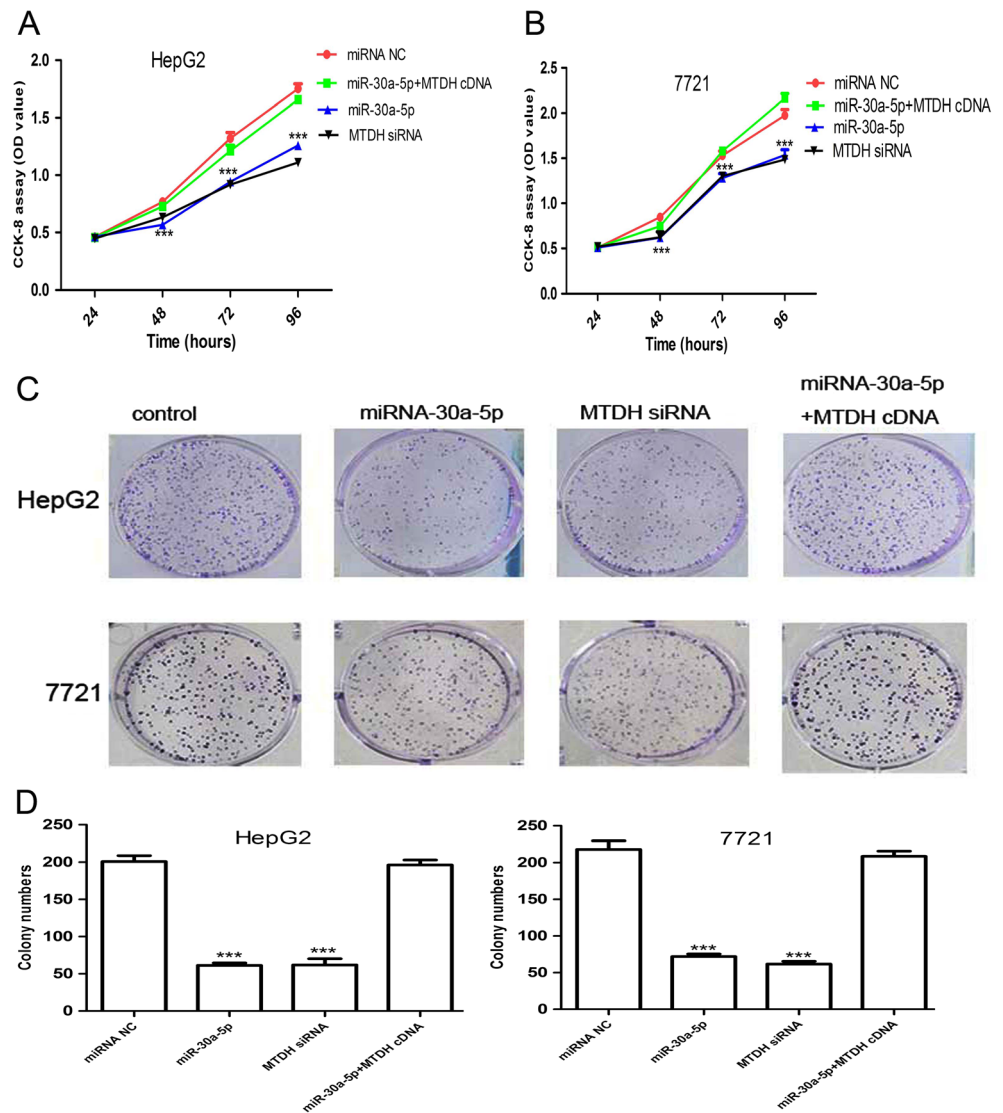 A
HepG2
CCK-8 assay (OD value)
2.0
1.5
1.0
0.5
0.0
***
***
***
24
48
72
96
Time (hours)
miRNA NC
miR-30a-5p+MTDH cDNA
miR-30a-5p
MTDH siRNA
B
7721
CCK-8 assay (OD value)
2.5
2.0
1.5
1.0
0.5
0.0
***
***
***
24
48
72
96
Time (hours)
miRNA NC
miR-30a-5p+MTDH cDNA
miR-30a-5p
MTDH siRNA
C
control
miRNA-30a-5p
MTDH siRNA
miRNA-30a-5p
+MTDH cDNA
HepG2
7721
D
HepG2
Colony numbers
250
200
150
100
50
0
***
***
miRNA NC
miR-30a-5p
MTDH siRNA
miR-30a-5p+MTDH cDNA
7721
Colony numbers
250
200
150
100
50
0
***
***
miRNA NC
miR-30a-5p
MTDH siRNA
miR-30a-5p+MTDH cDNA